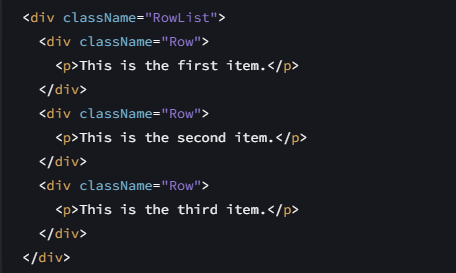 <div className="RowList">
<div className="Row">
<p>This is the first item.</p>
</div>
<div className="Row">
<p>This is the second item.</p>
</div>
<div className="Row">
<p>This is the third item.</p>
</div>
</div>